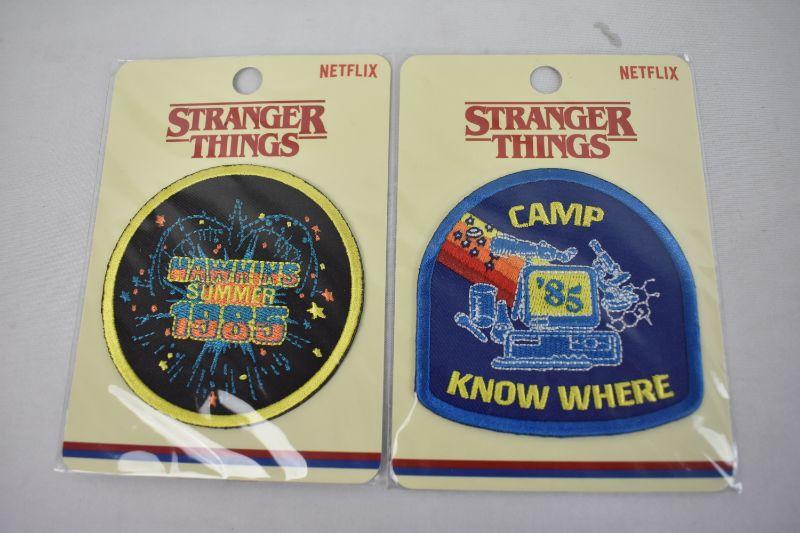 NETFLIX
STRANGER
THINGS
HAWKINS
SUMMER
1985
NETFLIX
STRANGER
THINGS
CAMP
'85
KNOW WHERE